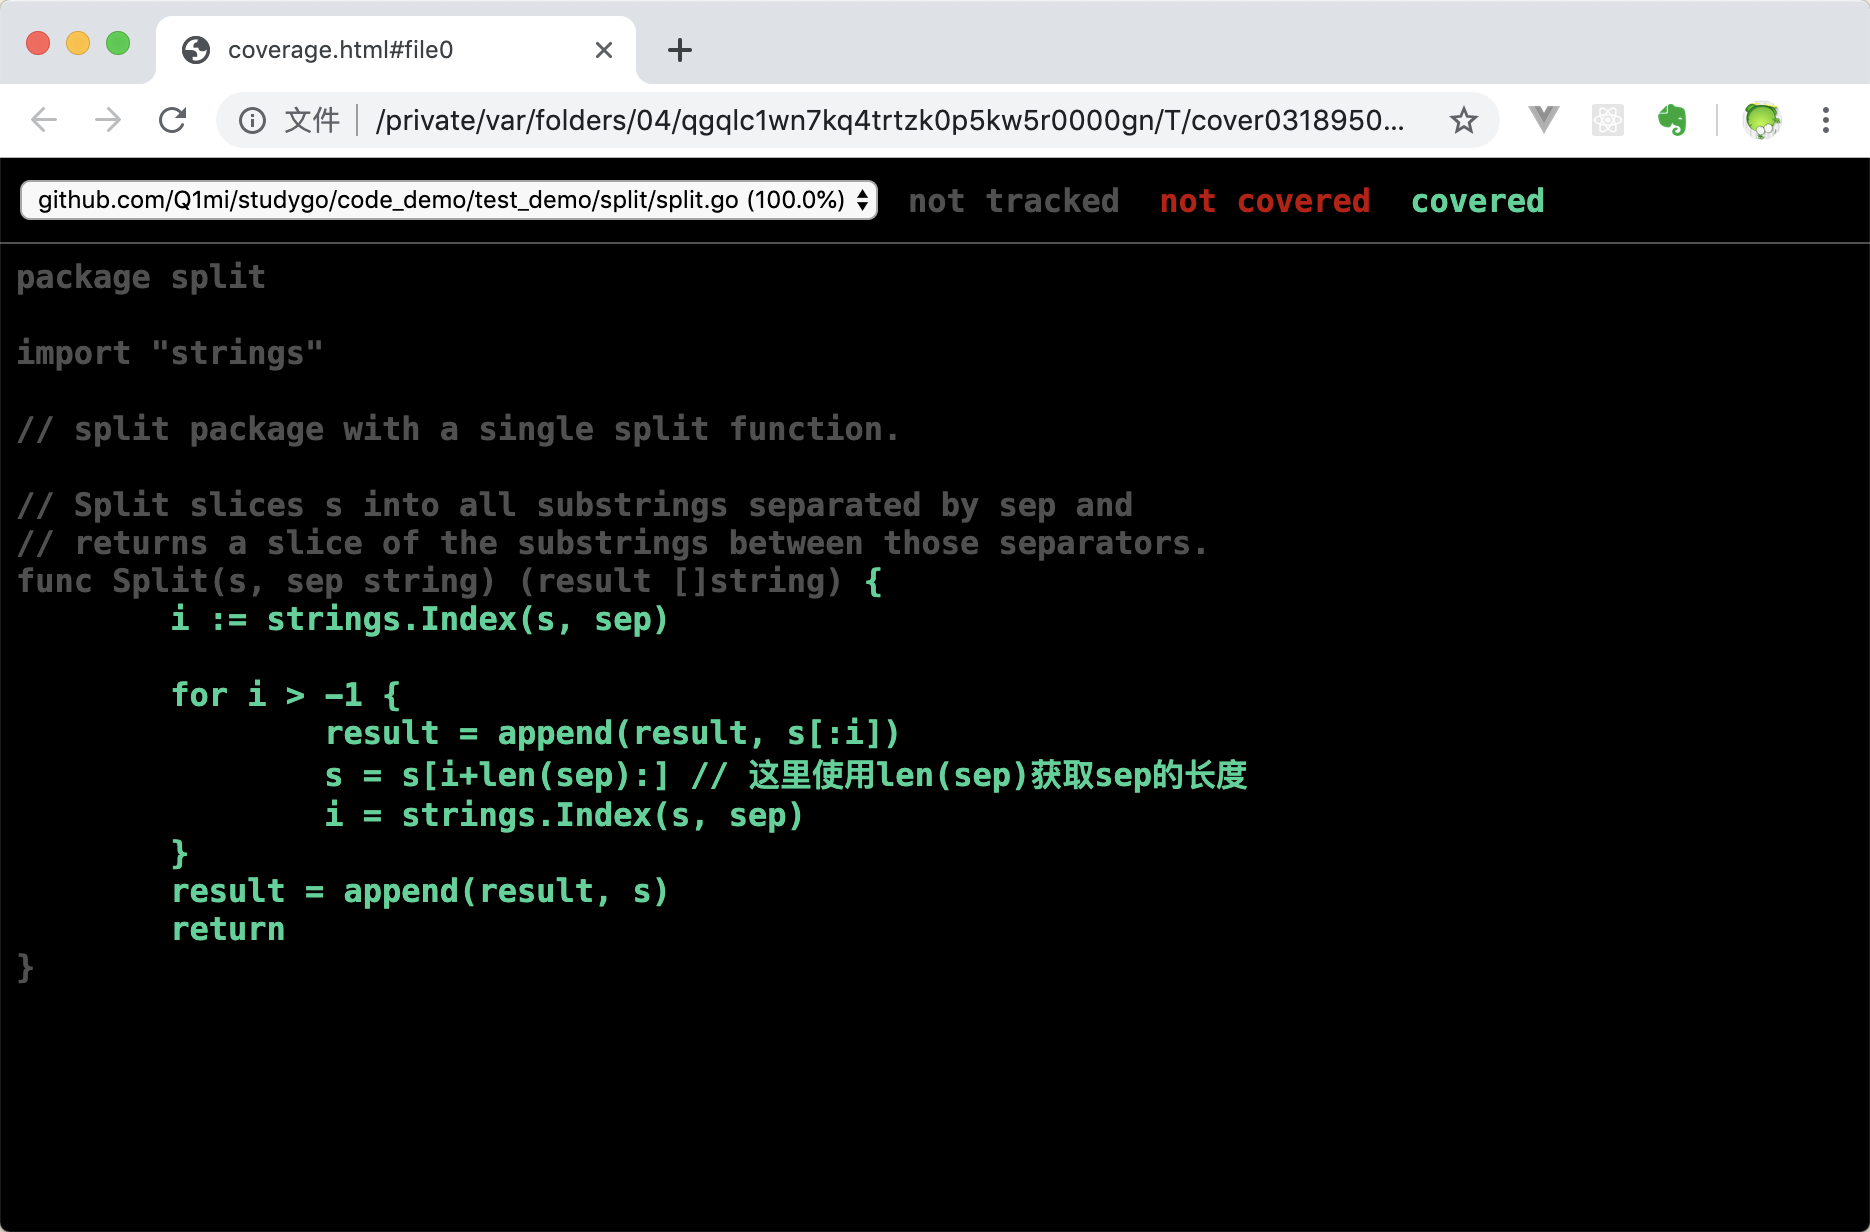 coverage.html#file0
文件 /private/var/folders/04/qgqlc1wn7kq4trtzk0p5kw5r0000gn/T/cover0318950...
github.com/Q1mi/studygo/code_demo/test_demo/split/split.go (100.0%) not tracked not covered covered
package split
import "strings"
// split package with a single split function.
// Split slices s into all substrings separated by sep and
// returns a slice of the substrings between those separators.
func Split(s, sep string) (result []string) {
i := strings.Index(s, sep)
for i > -1 {
result = append(result, s[:i])
s = s[i+len(sep):] // 这里使用len(sep)获取sep的长度
i = strings.Index(s, sep)
}
result = append(result, s)
return
}